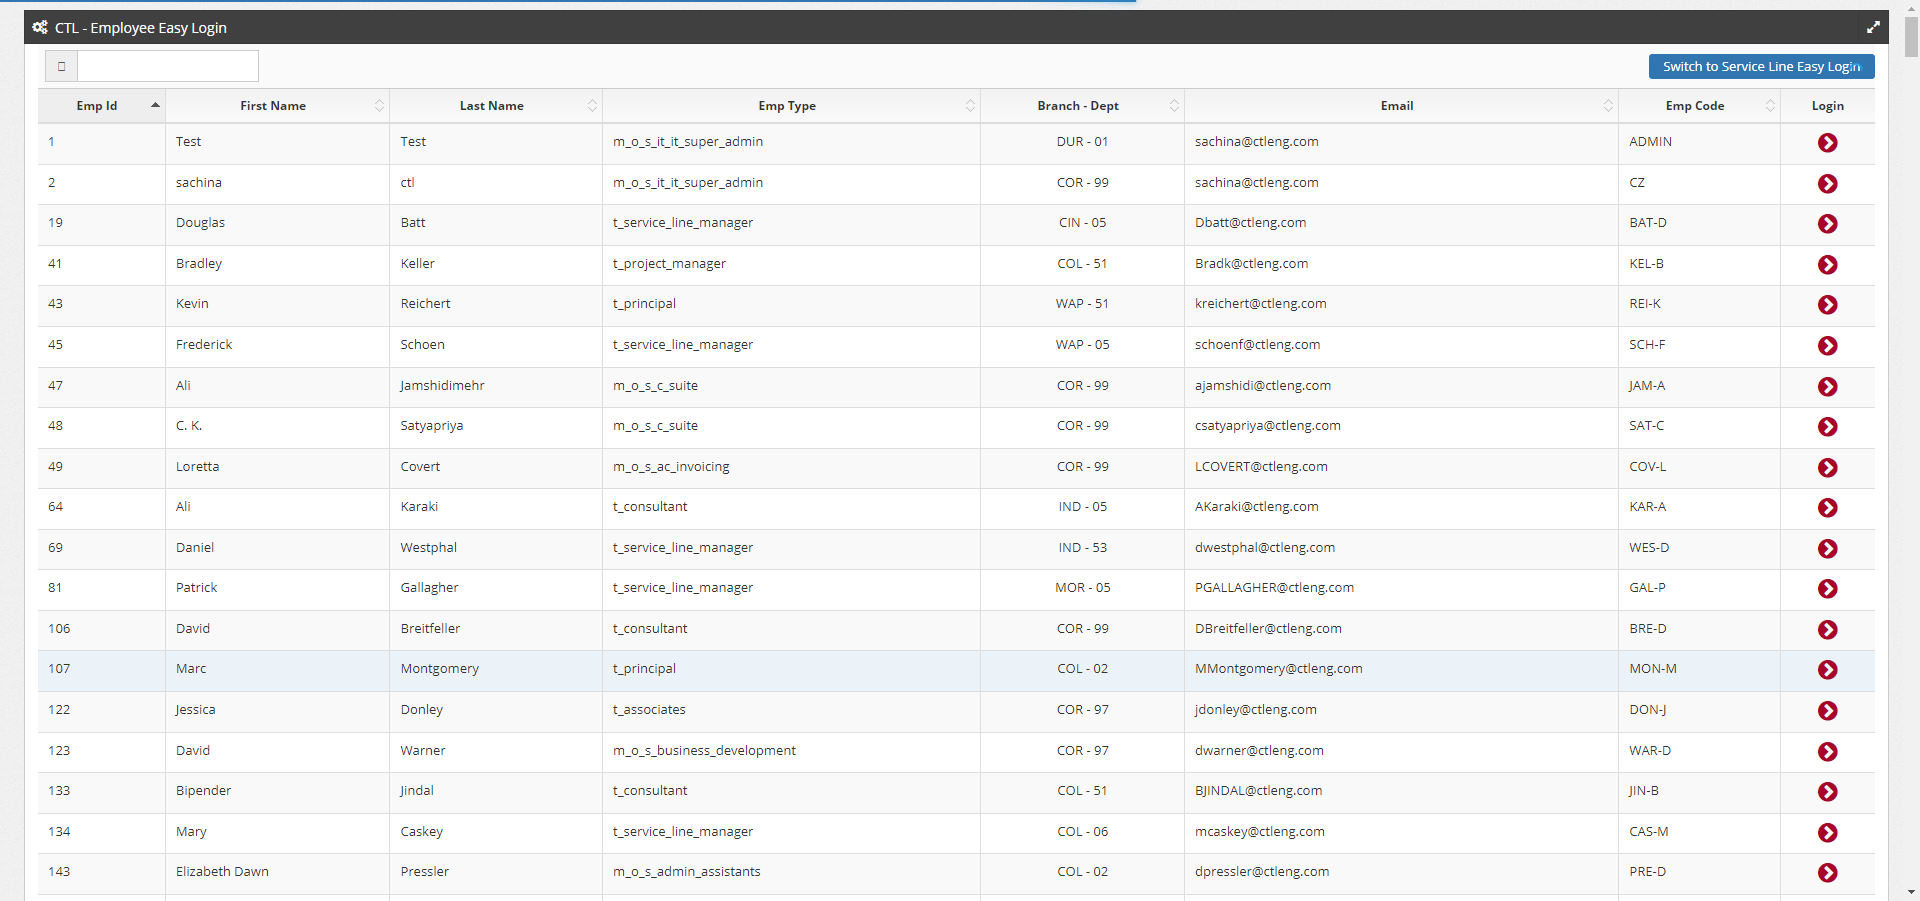 CTL - Employee Easy Login
Switch to Service Line Easy Login
Emp Id First Name Last Name Emp Type Branch - Dept Email Emp Code Login
1 Test Test m_o_s_it_it_super_admin DUR - 01 sachina@ctleng.com ADMIN
2 sachina ctl m_o_s_it_it_super_admin COR - 99 sachina@ctleng.com CZ
19 Douglas Batt t_service_line_manager CIN - 05 Dbatt@ctleng.com BAT-D
41 Bradley Keller t_project_manager COL - 51 Bradk@ctleng.com KEL-B
43 Kevin Reichert t_principal WAP - 51 kreichert@ctleng.com REI-K
45 Frederick Schoen t_service_line_manager WAP - 05 schoenf@ctleng.com SCH-F
47 Ali Jamshidimehr m_o_s_c_suite COR - 99 ajamshidi@ctleng.com JAM-A
48 C. K. Satyapriya m_o_s_c_suite COR - 99 csatyapriya@ctleng.com SAT-C
49 Loretta Covert m_o_s_ac_invoicing COR - 99 LCOVERT@ctleng.com COV-L
64 Ali Karaki t_consultant IND - 05 AKaraki@ctleng.com KAR-A
69 Daniel Westphal t_service_line_manager IND - 53 dwestphal@ctleng.com WES-D
81 Patrick Gallagher t_service_line_manager MOR - 05 PGALLAGHER@ctleng.com GAL-P
106 David Breitfeller t_consultant COR - 99 DBreitfeller@ctleng.com BRE-D
107 Marc Montgomery t_principal COL - 02 MMontgomery@ctleng.com MON-M
122 Jessica Donley t_associates COR - 97 jdonley@ctleng.com DON-J
123 David Warner m_o_s_business_development COR - 97 dwarner@ctleng.com WAR-D
133 Bipender Jindal t_consultant COL - 51 BJINDAL@ctleng.com JIN-B
134 Mary Caskey t_service_line_manager COL - 06 mcaskey@ctleng.com CAS-M
143 Elizabeth Dawn Pressler m_o_s_admin_assistants COL - 02 dpressler@ctleng.com PRE-D